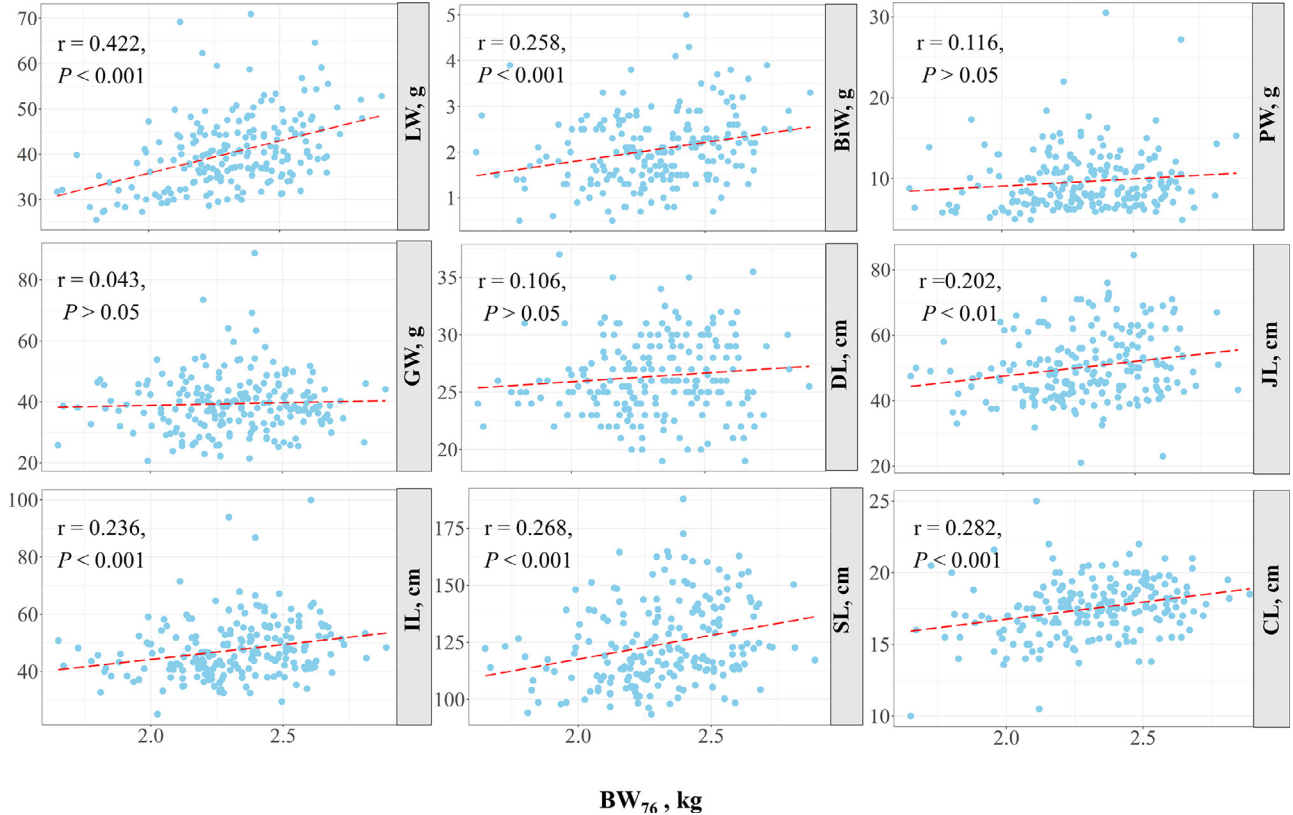 70
60
50
40
30
r = 0.422,
P < 0.001
LW, g
5
4
3
2
1
r = 0.258,
P < 0.001
BiW, g
30
20
10
r = 0.116,
P > 0.05
PW, g
80
60
40
20
r = 0.043,
P > 0.05
GW, g
35
30
25
20
r = 0.106,
P > 0.05
DL, cm
80
60
40
20
r =0.202,
P < 0.01
JL, cm
100
80
60
40
r = 0.236,
P < 0.001
IL, cm
2.0 2.5
175
150
125
100
r = 0.268,
P < 0.001
SL, cm
2.0 2.5
25
20
15
10
r = 0.282,
P < 0.001
CL, cm
2.0 2.5
BW76 , kg